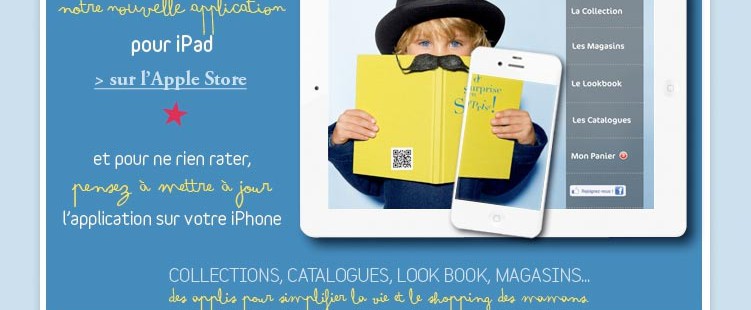 notre nouvelle application
pour iPad
> sur l'Apple Store
et pour ne rien rater,
pensez à mettre à jour
l'application sur votre iPhone
surprise
La Collection
Les Magasins
Le Lookbook
Les Catalogues
Mon Panier
Rejoignez-nous !
COLLECTIONS, CATALOGUES, LOOK BOOK, MAGASINS...
des applis pour simplifier la vie et le shopping des mamans.